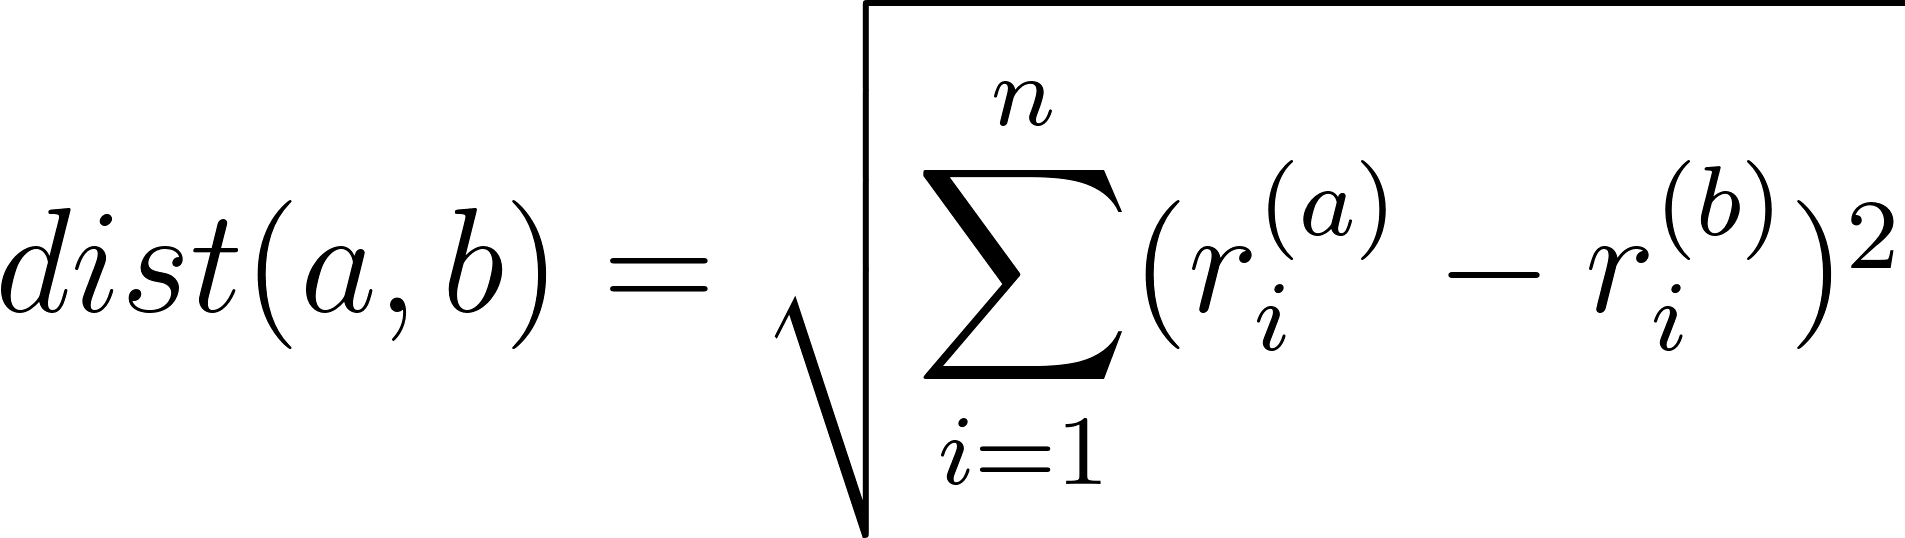 dist(a, b) = \sqrt{\sum_{i=1}^{n} (r_i^{(a)} - r_i^{(b)})^2}